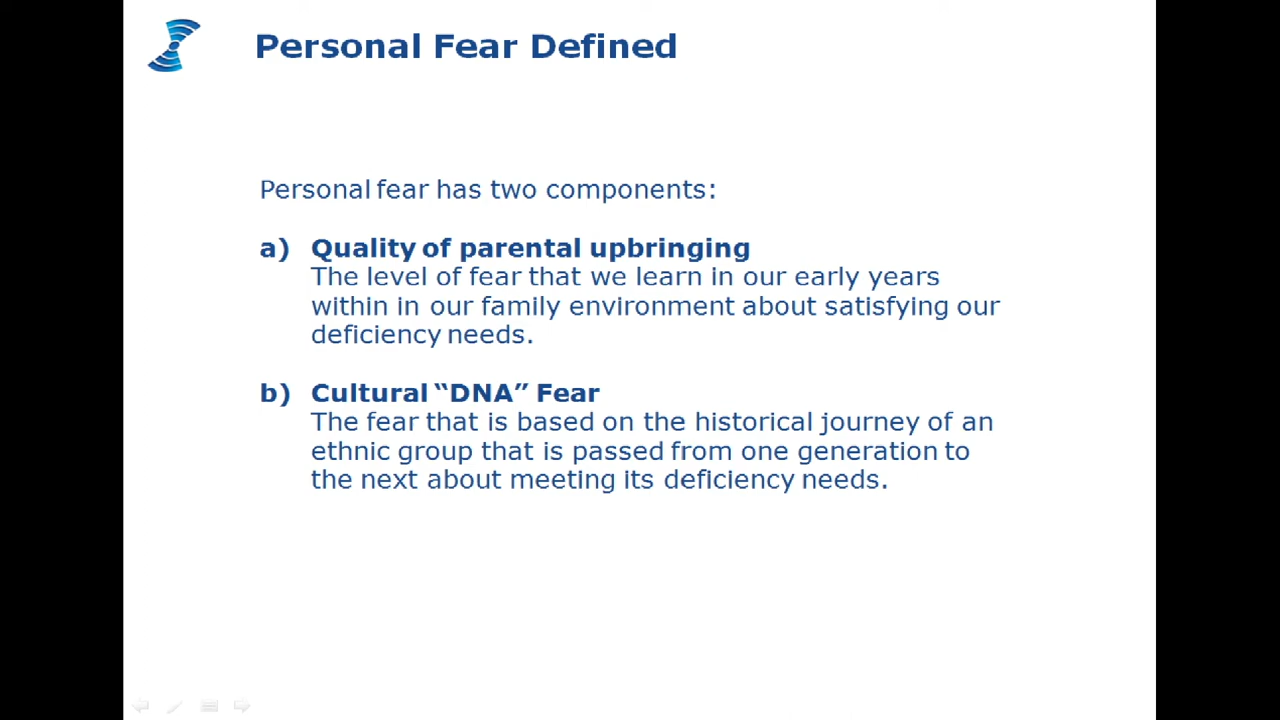 Personal Fear Defined
Personal fear has two components:
a) Quality of parental upbringing
The level of fear that we learn in our early years
within in our family environment about satisfying our
deficiency needs.
b) Cultural “DNA” Fear
The fear that is based on the historical journey of an
ethnic group that is passed from one generation to
the next about meeting its deficiency needs.